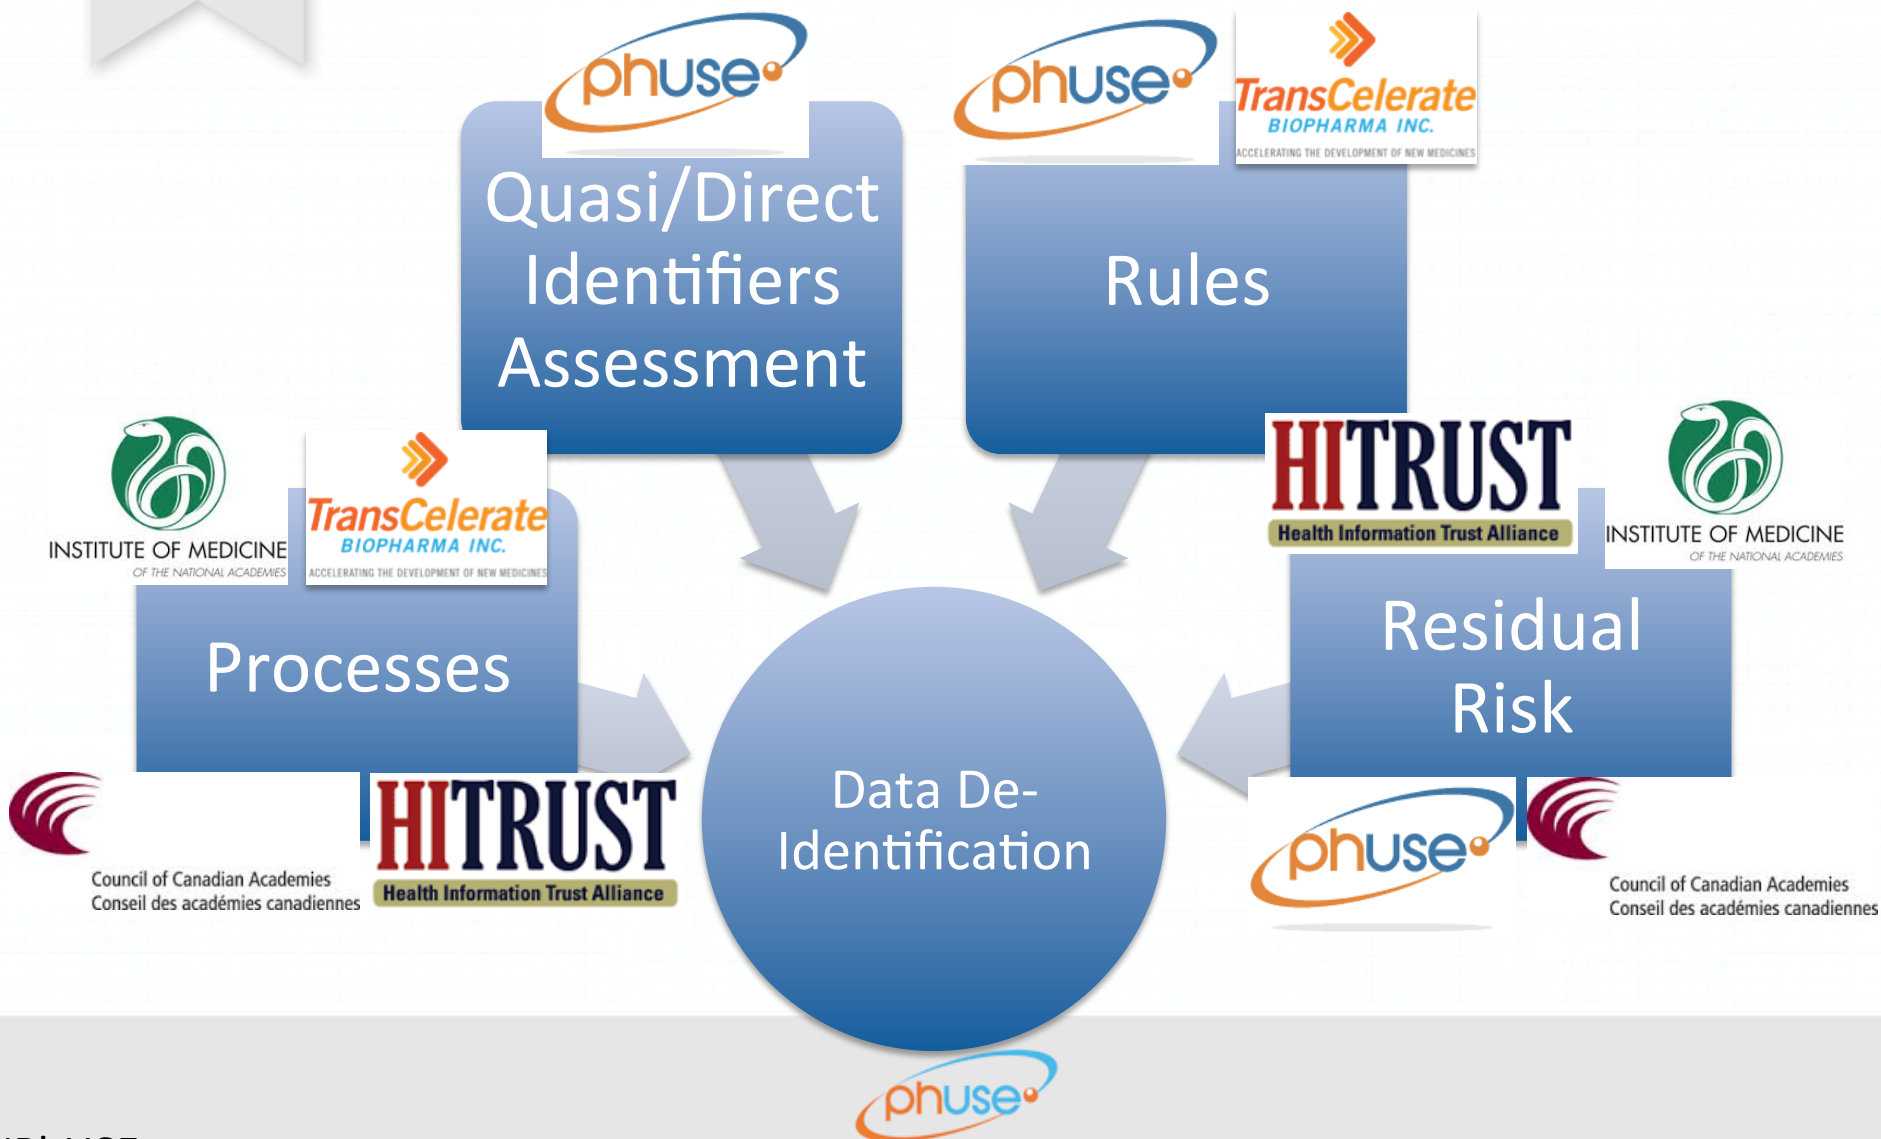 phuse
phuse
TransCelerate
BIOPHARMA INC.
ACCELERATING THE DEVELOPMENT OF NEW MEDICINES
Quasi/Direct
Identifiers
Assessment
Rules
INSTITUTE OF MEDICINE
OF THE NATIONAL ACADEMIES
TransCelerate
BIOPHARMA INC.
ACCELERATING THE DEVELOPMENT OF NEW MEDICINES
HITRUST
Health Information Trust Alliance
INSTITUTE OF MEDICINE
OF THE NATIONAL ACADEMIES
Processes
Residual
Risk
Council of Canadian Academies
Conseil des académies canadiennes
HITRUST
Health Information Trust Alliance
Data De-
Identification
phuse
Council of Canadian Academies
Conseil des académies canadiennes
phuse